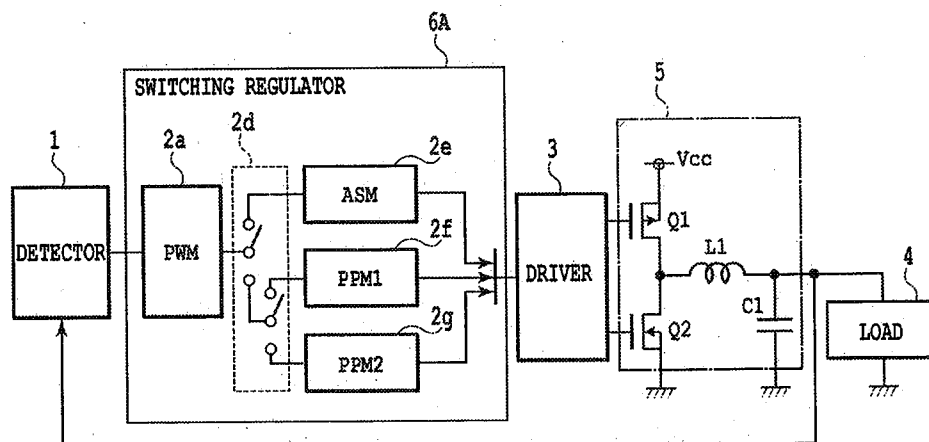 6A
SWITCHING REGULATOR
5
1
2a
2d
2e
3
Vcc
ASM
Q1
2f
DETECTOR
PWM
PPM1
DRIVER
L1
4
2g
C1
LOAD
Q2
PPM2